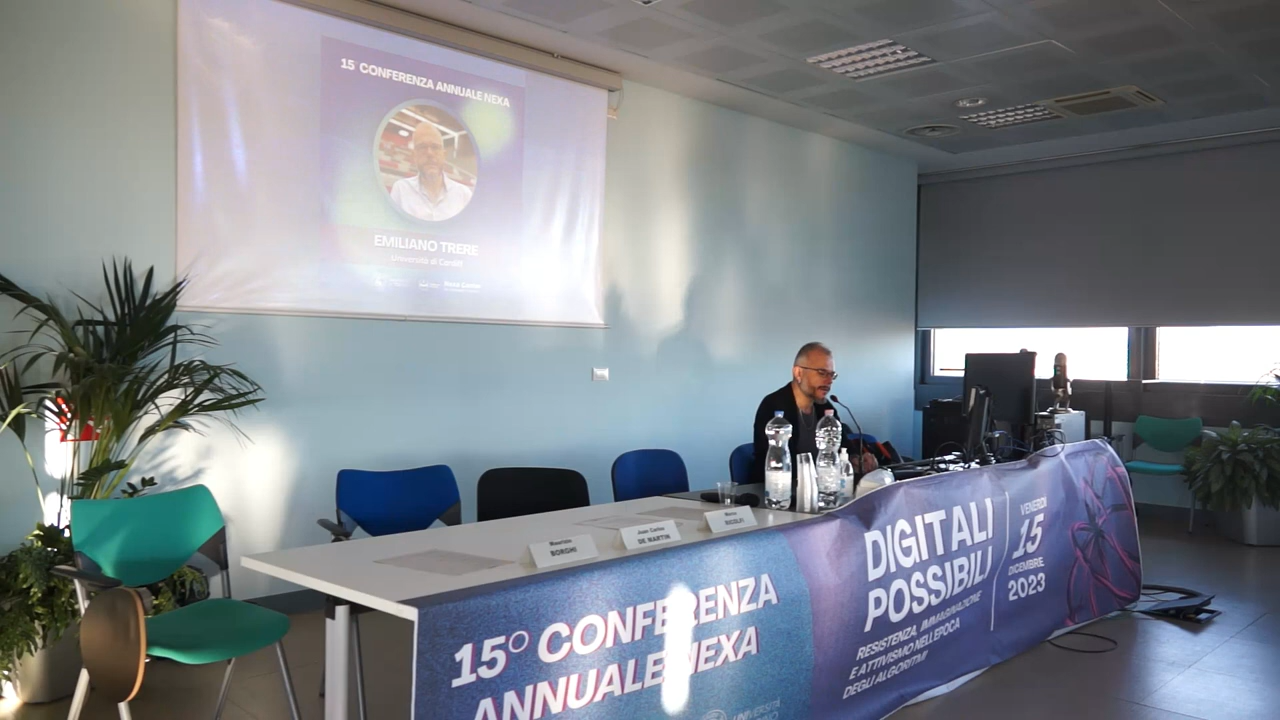 15° CONFERENZA ANNUALE NEXA
EMILIANO TRERE
Università di Cardiff
Maurizio
BORGHI
Juan Carlos
DE MARTIN
Marco
RICOLFI
15° CONFERENZA
ANNUALE NEXA
DIGITALI
POSSIBILI
RESISTENZA, IMMAGINAZIONE
E ATTIVISMO NELL'EPOCA
DEGLI ALGORITMI
VENERDÌ
15
DICEMBRE
2023